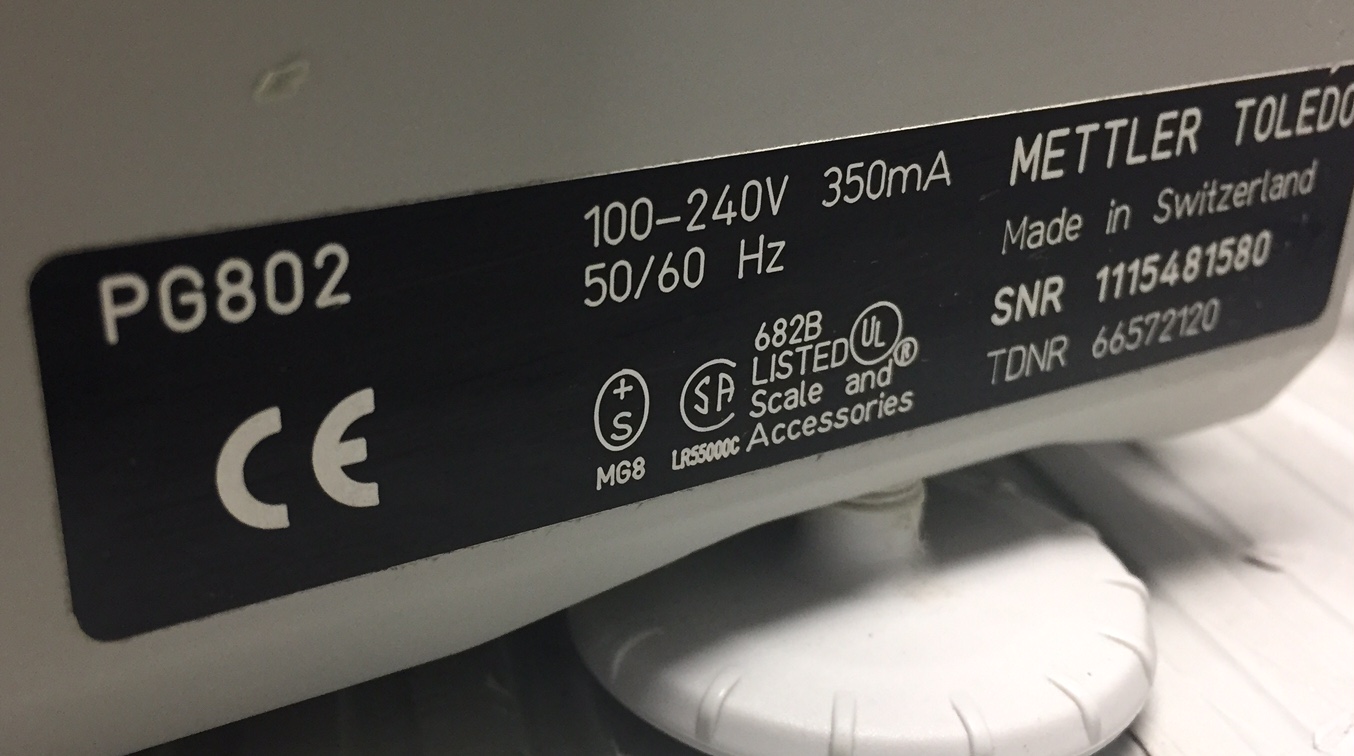 PG802
100-240V 350mA
50/60 Hz
METTLER TOLEDO
Made in Switzerland
SNR 1115481580
TDNR 66572120
CE
+S
MG8
SA
LR55000C
682B
LISTED UL ®
Scale and
Accessories